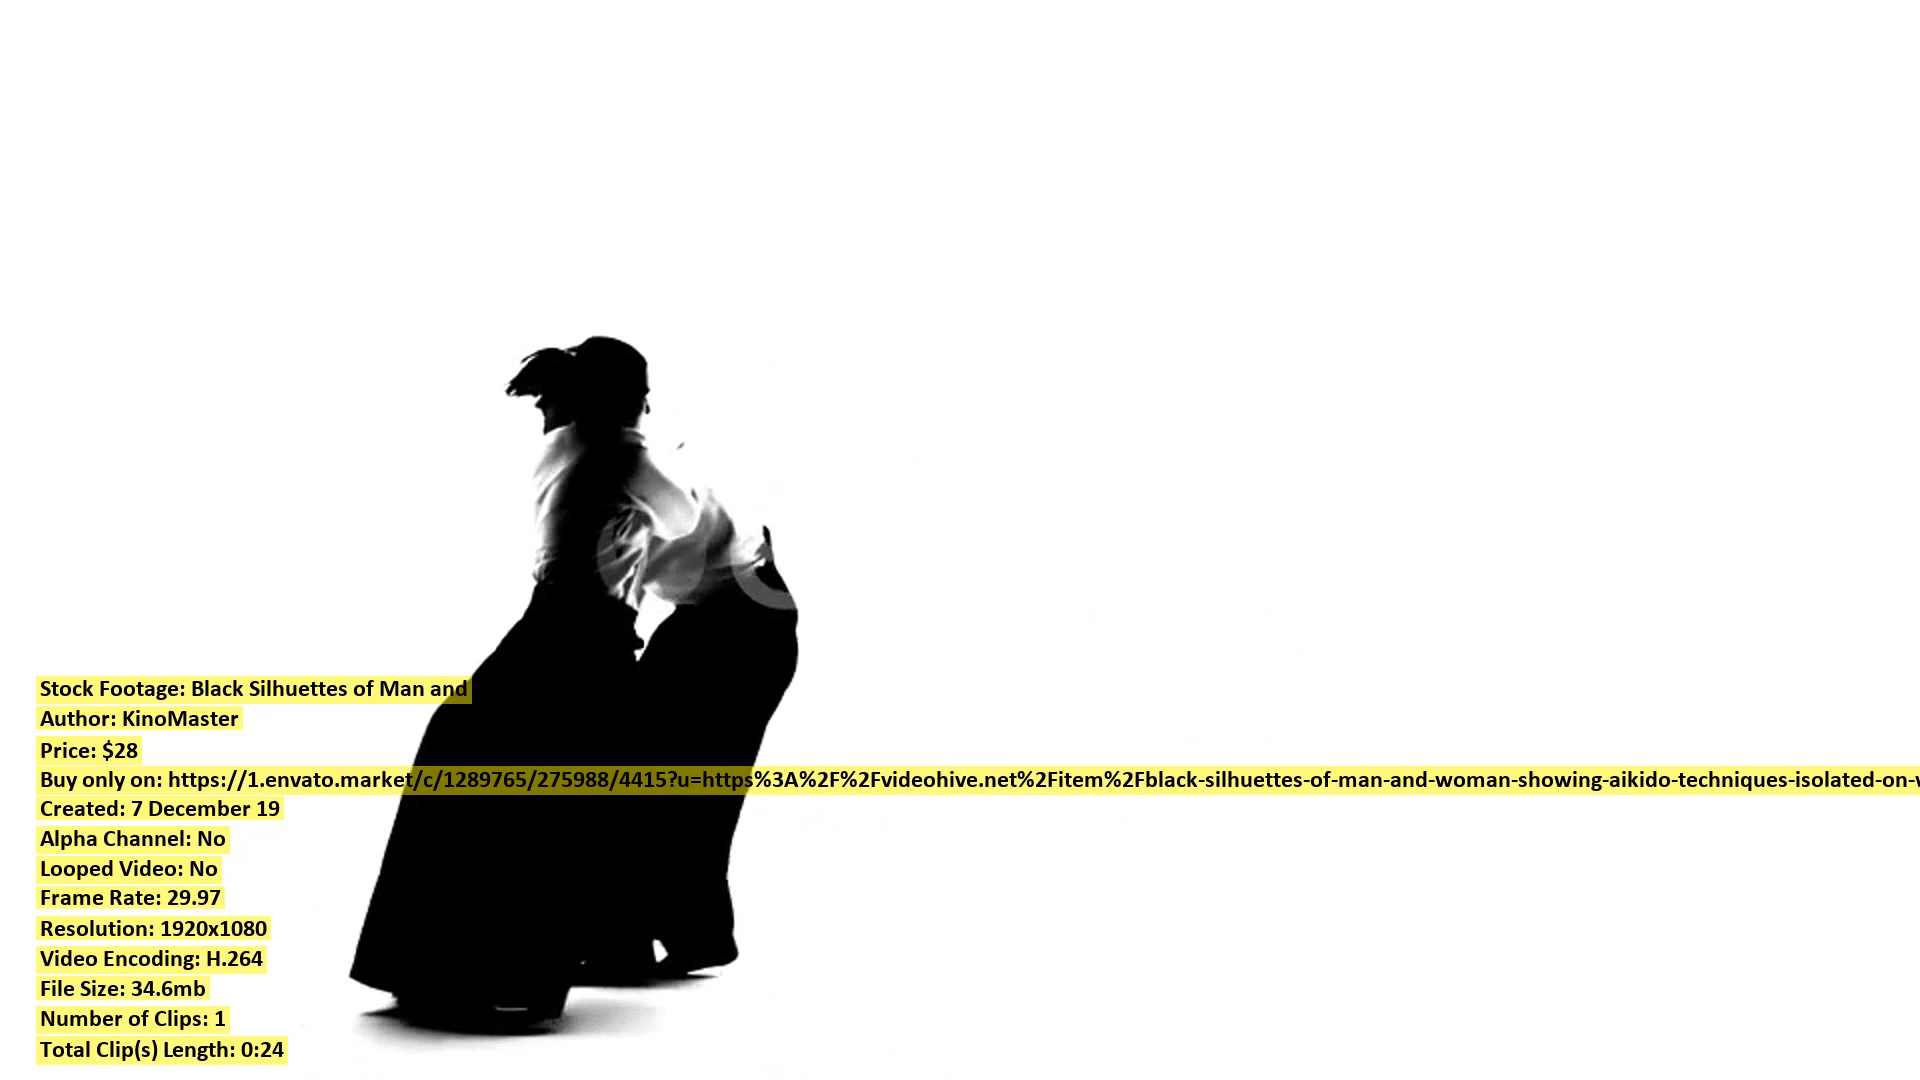 Stock Footage: Black Silhuettes of Man and
Author: KinoMaster
Price: $28
Buy only on: https://1.envato.market/c/1289765/275988/4415?u=https%3A%2F%2Fvideohive.net%2Fitem%2Fblack-silhuettes-of-man-and-woman-showing-aikido-techniques-isolated-on-
Created: 7 December 19
Alpha Channel: No
Looped Video: No
Frame Rate: 29.97
Resolution: 1920x1080
Video Encoding: H.264
File Size: 34.6mb
Number of Clips: 1
Total Clip(s) Length: 0:24